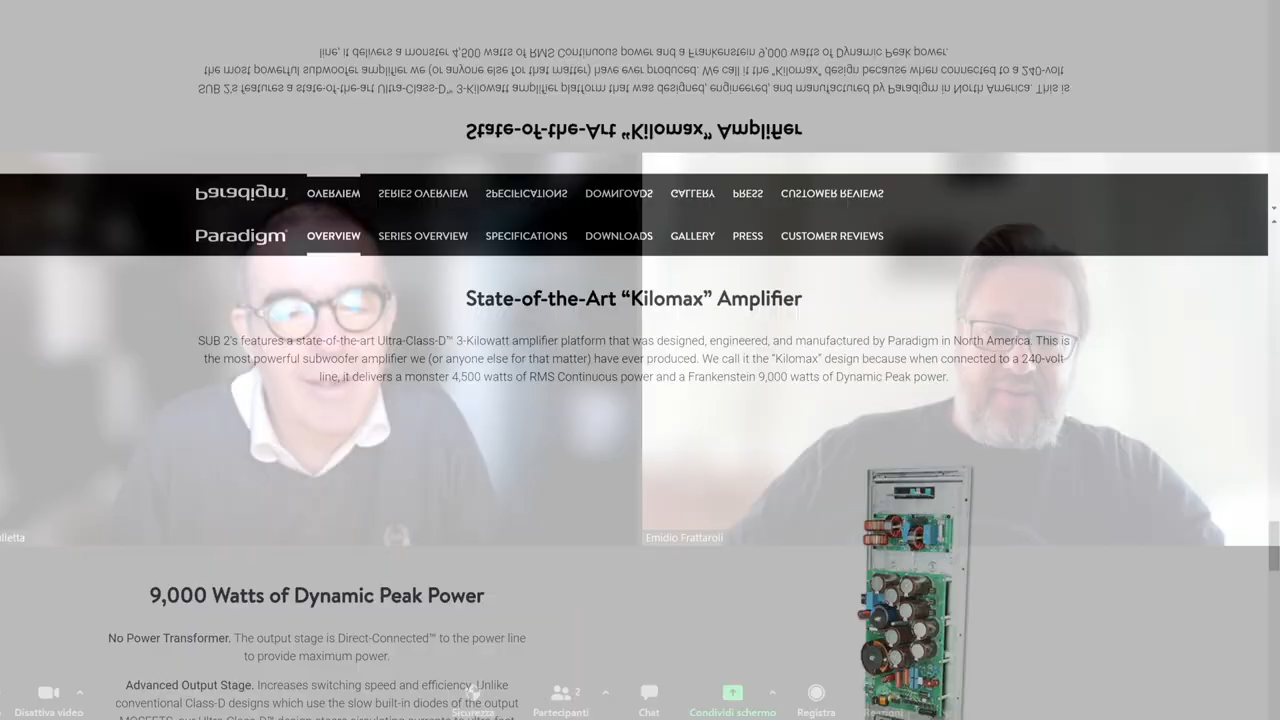 line, it delivers a monster 4,500 watts of RMS Continuous power and a Frankenstein 9,000 watts of Dynamic Peak power.
the most powerful subwoofer amplifier we (or anyone else for that matter) have ever produced. We call it the “Kilomax” design because when connected to a 240-volt
SUB 2's features a state-of-the-art Ultra-Class-D™ 3-Kilowatt amplifier platform that was designed, engineered, and manufactured by Paradigm in North America. This is
State-of-the-Art “Kilomax” Amplifier
Paradigm OVERVIEW SERIES OVERVIEW SPECIFICATIONS DOWNLOADS GALLERY PRESS CUSTOMER REVIEWS
Paradigm OVERVIEW SERIES OVERVIEW SPECIFICATIONS DOWNLOADS GALLERY PRESS CUSTOMER REVIEWS
State-of-the-Art “Kilomax” Amplifier
SUB 2's features a state-of-the-art Ultra-Class-D™ 3-Kilowatt amplifier platform that was designed, engineered, and manufactured by Paradigm in North America. This is
the most powerful subwoofer amplifier we (or anyone else for that matter) have ever produced. We call it the “Kilomax” design because when connected to a 240-volt
line, it delivers a monster 4,500 watts of RMS Continuous power and a Frankenstein 9,000 watts of Dynamic Peak power.
lletta
Emidio Frattaroli
9,000 Watts of Dynamic Peak Power
No Power Transformer. The output stage is Direct-Connected™ to the power line
to provide maximum power.
Advanced Output Stage. Increases switching speed and efficiency. Unlike
conventional Class-D designs which use the slow built-in diodes of the output
Disattiva video Sicurezza Partecipanti 2 Chat Condividi schermo Registra Reazioni